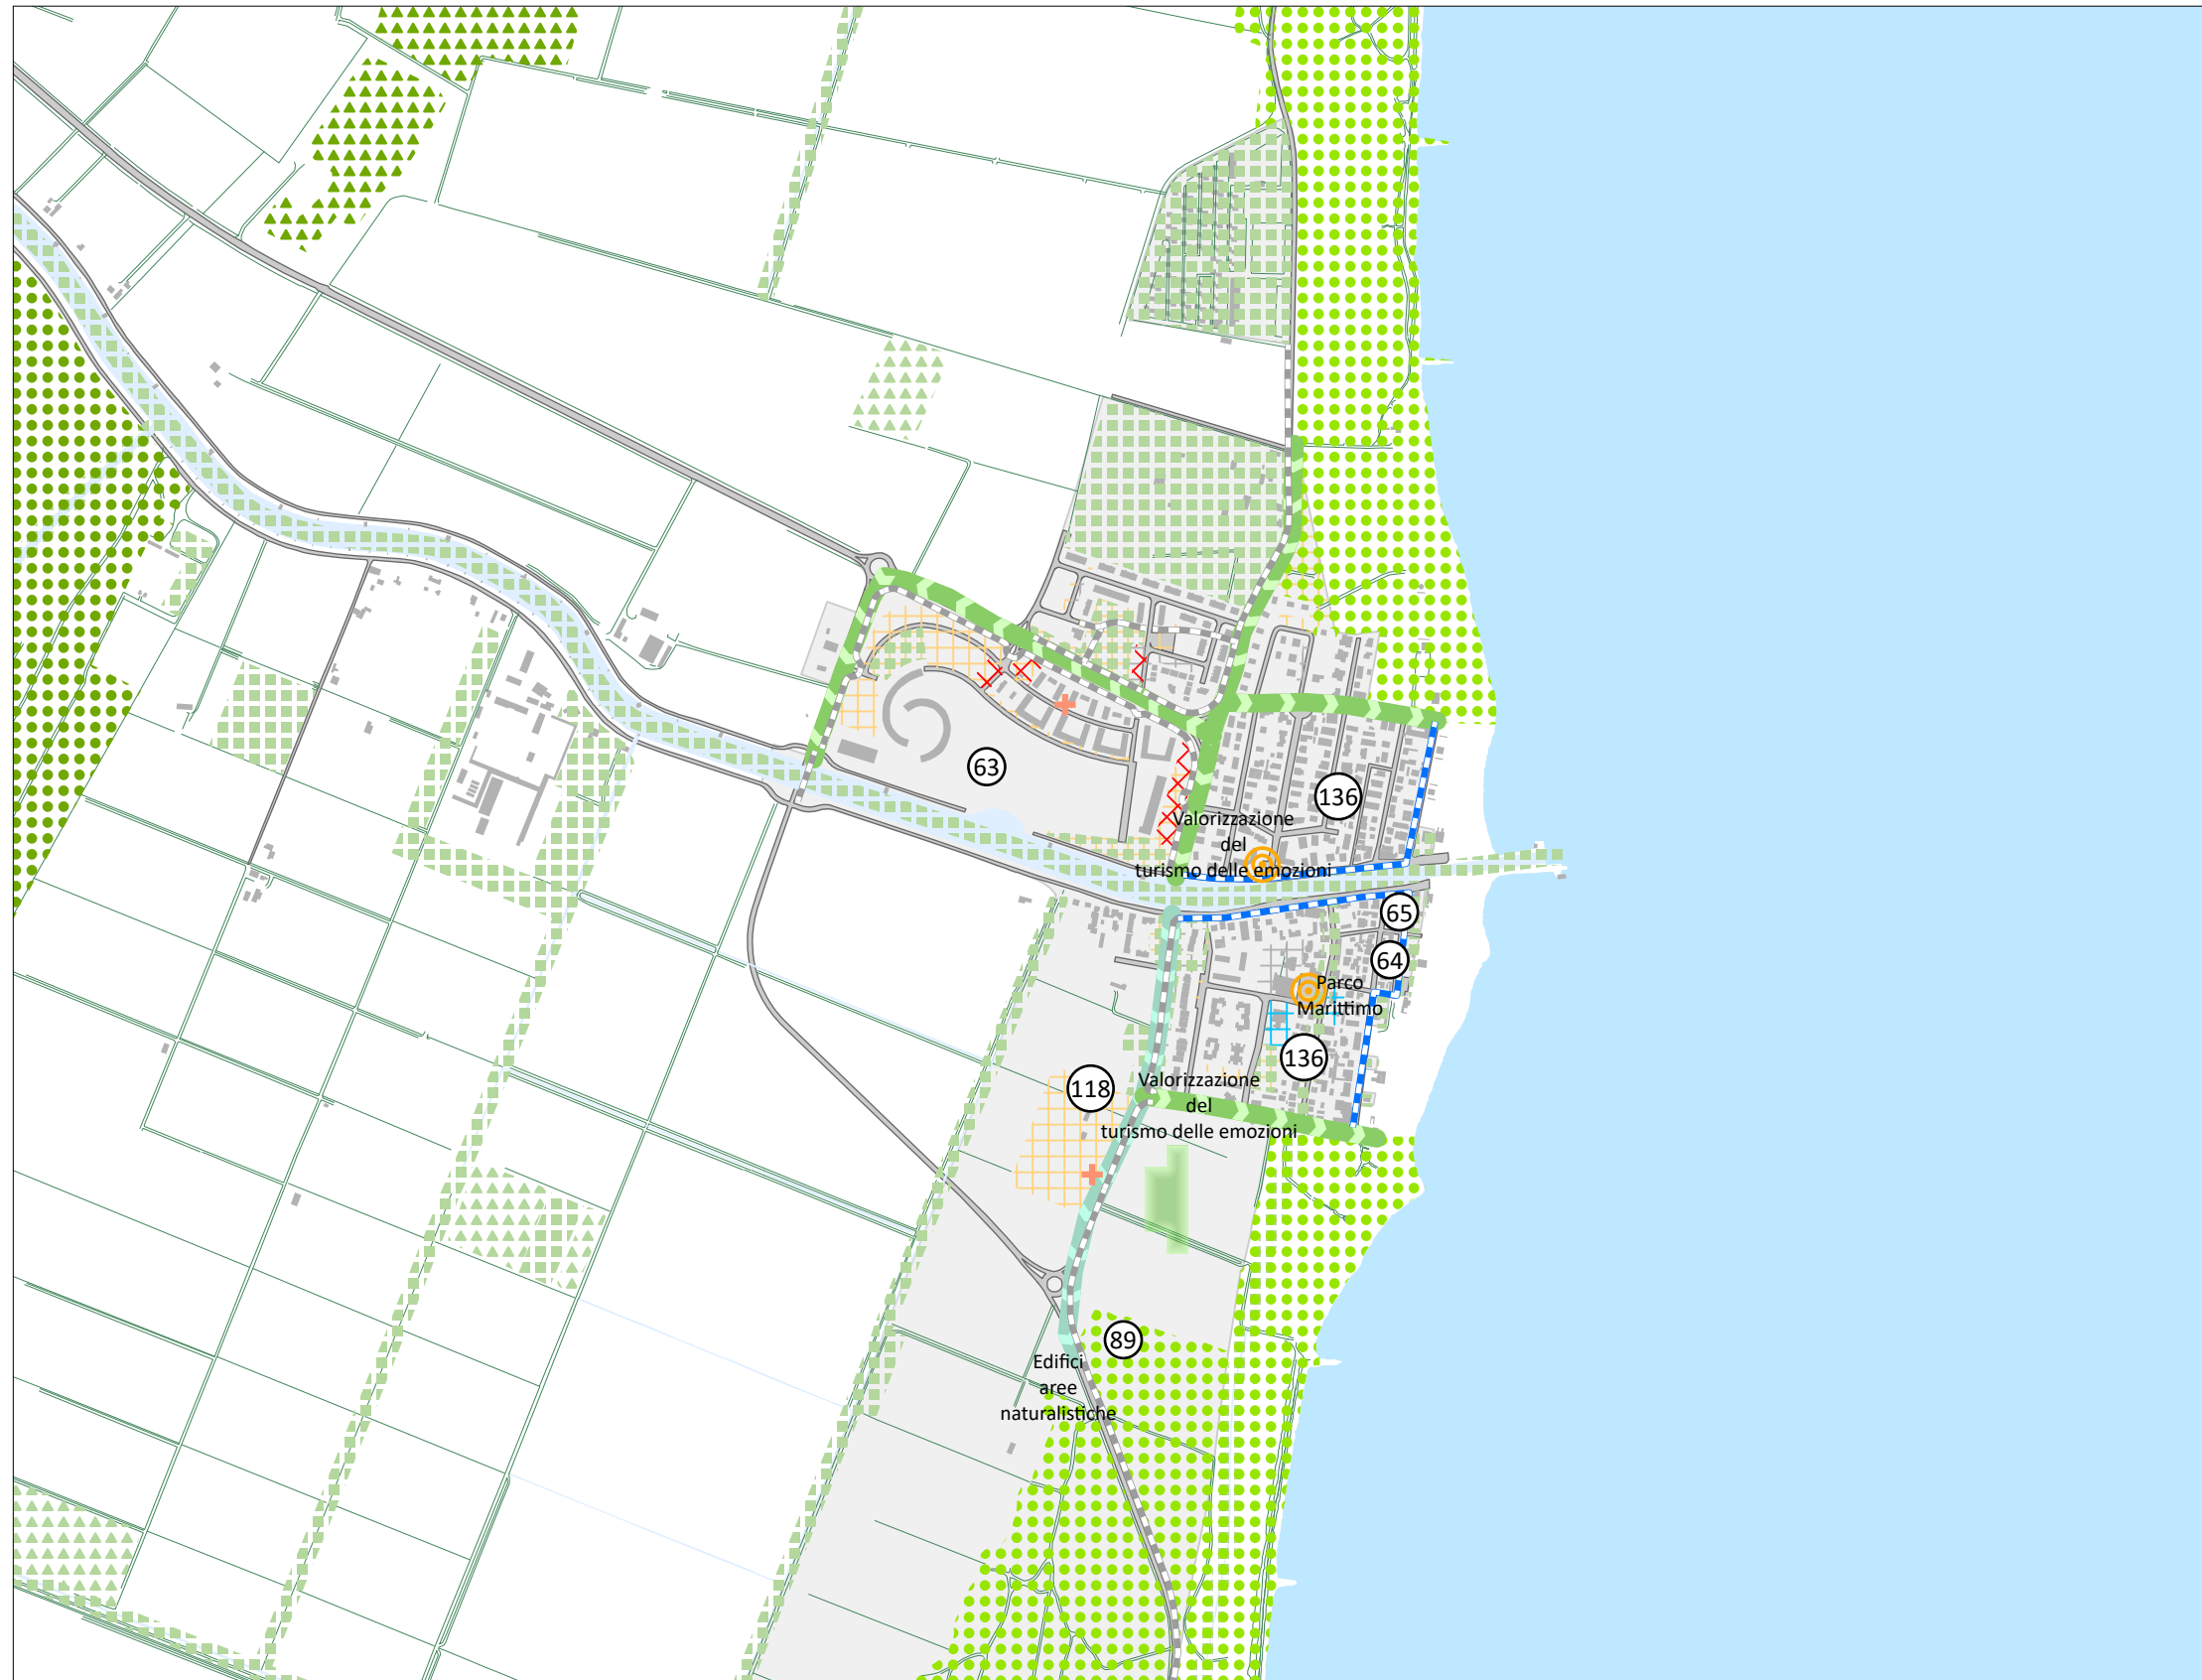 63
136
Valorizzazione
del
turismo delle emozioni
65
64
Parco
Marittimo
136
118
Valorizzazione
del
turismo delle emozioni
89
Edifici
aree
naturalistiche